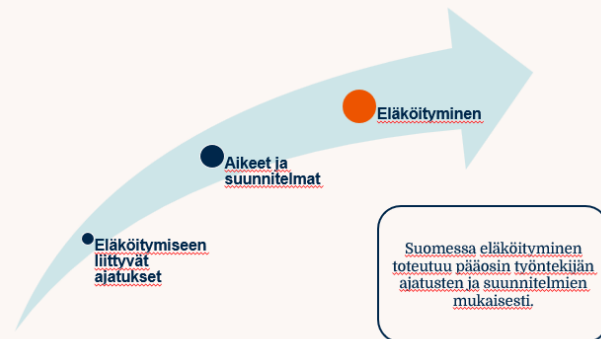 Eläköityminen
Aikeet ja
suunnitelmat
Eläköitymiseen
liittyvät
ajatukset
Suomessa eläköityminen
toteutuu pääosin työntekijän
ajatusten ja suunnitelmien
mukaisesti.